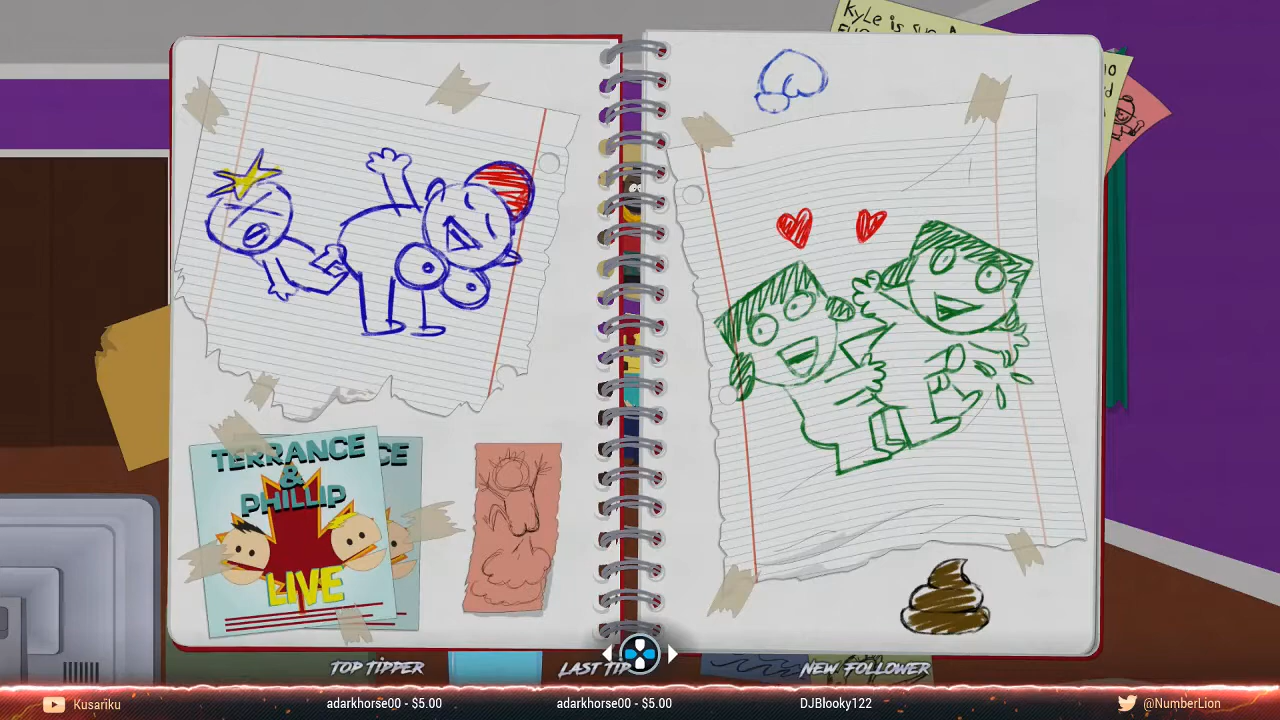 KyLe is
TERRANCE
CE
&
PHILLIP
LIVE
TOP TIPPER
LAST TIP
NEW FOLLOWER
Kusariku
adarkhorse00 - $5.00
adarkhorse00 - $5.00
DJBlooky122
@NumberLion